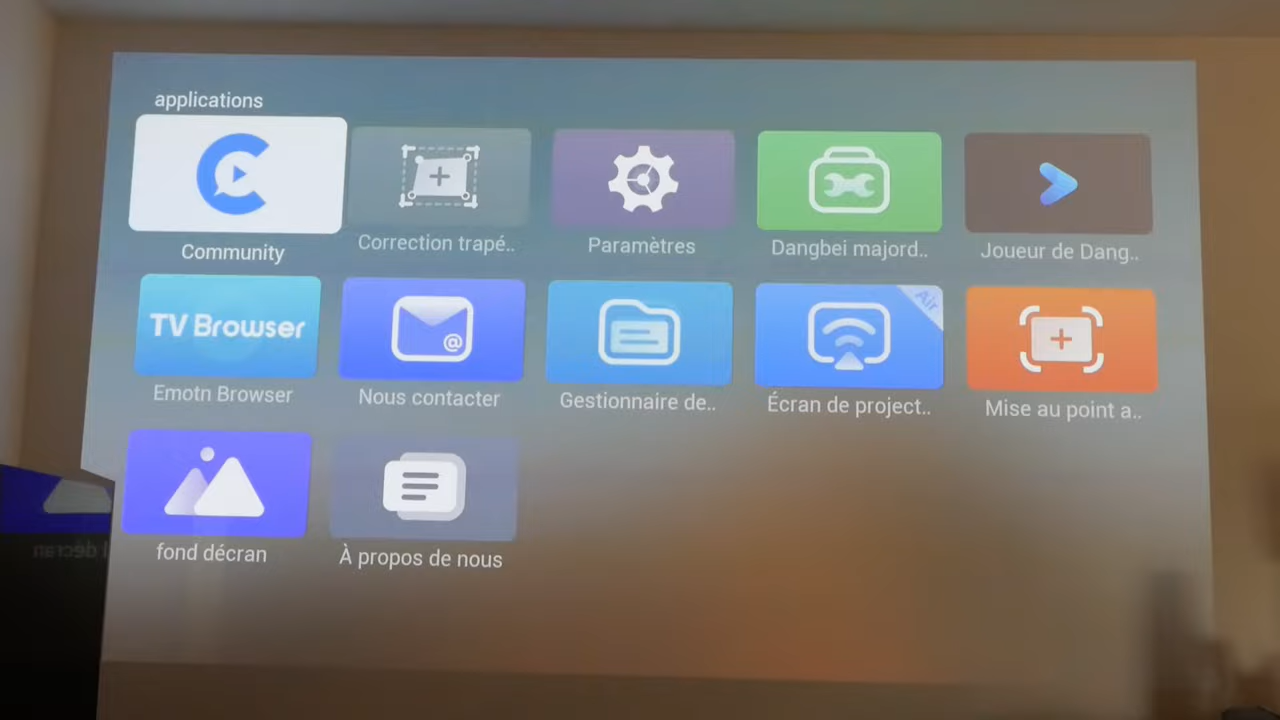 applications
Community
Correction trapé..
Paramètres
Dangbei majord..
Joueur de Dang..
TV Browser
Emotn Browser
@
Nous contacter
Gestionnaire de..
Air
Écran de project..
Mise au point a..
fond décran
À propos de nous